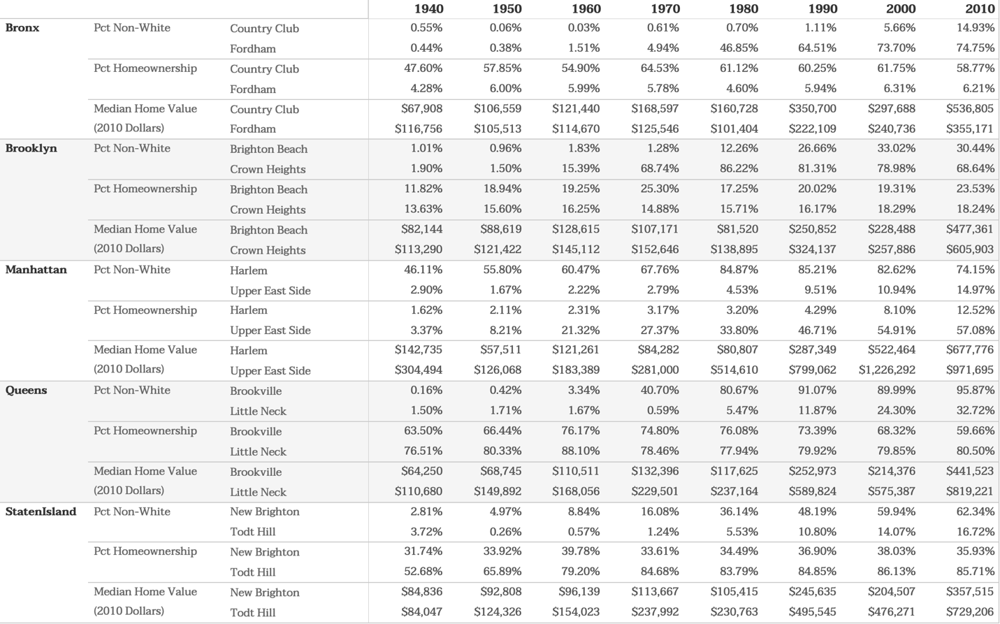 1940 1950 1960 1970 1980 1990 2000 2010
Bronx Pct Non-White Country Club 0.55% 0.06% 0.03% 0.61% 0.70% 1.11% 5.66% 14.93%
Fordham 0.44% 0.38% 1.51% 4.94% 46.85% 64.51% 73.70% 74.75%
Pct Homeownership Country Club 47.60% 57.85% 54.90% 64.53% 61.12% 60.25% 61.75% 58.77%
Fordham 4.28% 6.00% 5.99% 5.78% 4.60% 5.94% 6.31% 6.21%
Median Home Value Country Club $67,908 $106,559 $121,440 $168,597 $160,728 $350,700 $297,688 $536,805
(2010 Dollars) Fordham $116,756 $105,513 $114,670 $125,546 $101,404 $222,109 $240,736 $355,171
Brooklyn Pct Non-White Brighton Beach 1.01% 0.96% 1.83% 1.28% 12.26% 26.66% 33.02% 30.44%
Crown Heights 1.90% 1.50% 15.39% 68.74% 86.22% 81.31% 78.98% 68.64%
Pct Homeownership Brighton Beach 11.82% 18.94% 19.25% 25.30% 17.25% 20.02% 19.31% 23.53%
Crown Heights 13.63% 15.60% 16.25% 14.88% 15.71% 16.17% 18.29% 18.24%
Median Home Value Brighton Beach $82,144 $88,619 $128,615 $107,171 $81,520 $250,852 $228,488 $477,361
(2010 Dollars) Crown Heights $113,290 $121,422 $145,112 $152,646 $138,895 $324,137 $257,886 $605,903
Manhattan Pct Non-White Harlem 46.11% 55.80% 60.47% 67.76% 84.87% 85.21% 82.62% 74.15%
Upper East Side 2.90% 1.67% 2.22% 2.79% 4.53% 9.51% 10.94% 14.97%
Pct Homeownership Harlem 1.62% 2.11% 2.31% 3.17% 3.20% 4.29% 8.10% 12.52%
Upper East Side 3.37% 8.21% 21.32% 27.37% 33.80% 46.71% 54.91% 57.08%
Median Home Value Harlem $142,735 $57,511 $121,261 $84,282 $80,807 $287,349 $522,464 $677,776
(2010 Dollars) Upper East Side $304,494 $126,068 $183,389 $281,000 $514,610 $799,062 $1,226,292 $971,695
Queens Pct Non-White Brookville 0.16% 0.42% 3.34% 40.70% 80.67% 91.07% 89.99% 95.87%
Little Neck 1.50% 1.71% 1.67% 0.59% 5.47% 11.87% 24.30% 32.72%
Pct Homeownership Brookville 63.50% 66.44% 76.17% 74.80% 76.08% 73.39% 68.32% 59.66%
Little Neck 76.51% 80.33% 88.10% 78.46% 77.94% 79.92% 79.85% 80.50%
Median Home Value Brookville $64,250 $68,745 $110,511 $132,396 $117,625 $252,973 $214,376 $441,523
(2010 Dollars) Little Neck $110,680 $149,892 $168,056 $229,501 $237,164 $589,824 $575,387 $819,221
StatenIsland Pct Non-White New Brighton 2.81% 4.97% 8.84% 16.08% 36.14% 48.19% 59.94% 62.34%
Todt Hill 3.72% 0.26% 0.57% 1.24% 5.53% 10.80% 14.07% 16.72%
Pct Homeownership New Brighton 31.74% 33.92% 39.78% 33.61% 34.49% 36.90% 38.03% 35.93%
Todt Hill 52.68% 65.89% 79.20% 84.68% 83.79% 84.85% 86.13% 85.71%
Median Home Value New Brighton $84,836 $92,808 $96,139 $113,667 $105,415 $245,635 $204,507 $357,515
(2010 Dollars) Todt Hill $84,047 $124,326 $154,023 $237,992 $230,763 $495,545 $476,271 $729,206